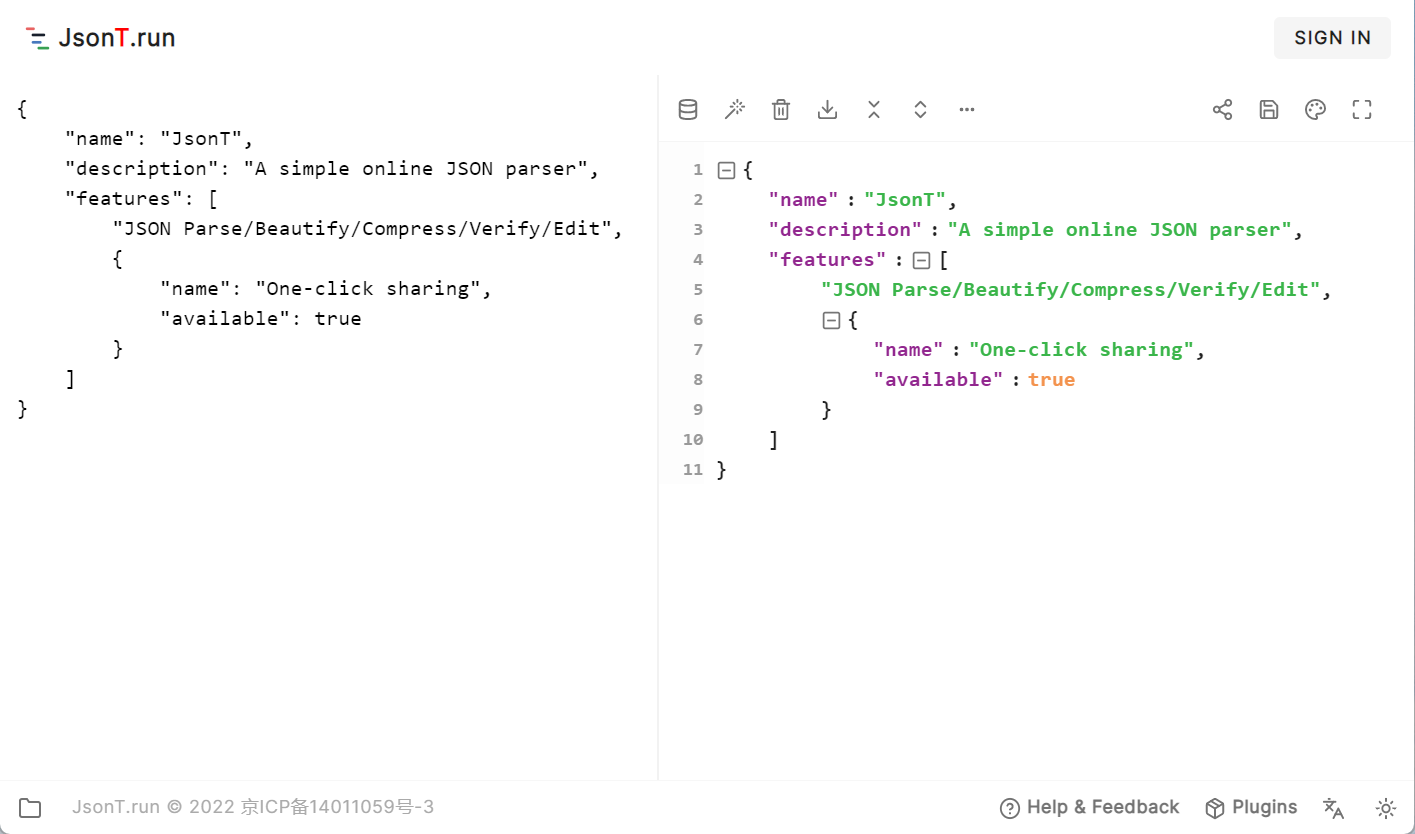 JsonT.run
SIGN IN
{
    "name": "JsonT",
    "description": "A simple online JSON parser",
    "features": [
        "JSON Parse/Beautify/Compress/Verify/Edit",
        {
            "name": "One-click sharing",
            "available": true
        }
    ]
}
1 {
2 "name" : "JsonT",
3 "description" : "A simple online JSON parser",
4 "features" : [
5 "JSON Parse/Beautify/Compress/Verify/Edit",
6 {
7 "name" : "One-click sharing",
8 "available" : true
9 }
10 ]
11 }
JsonT.run © 2022 京ICP备14011059号-3
Help & Feedback
Plugins